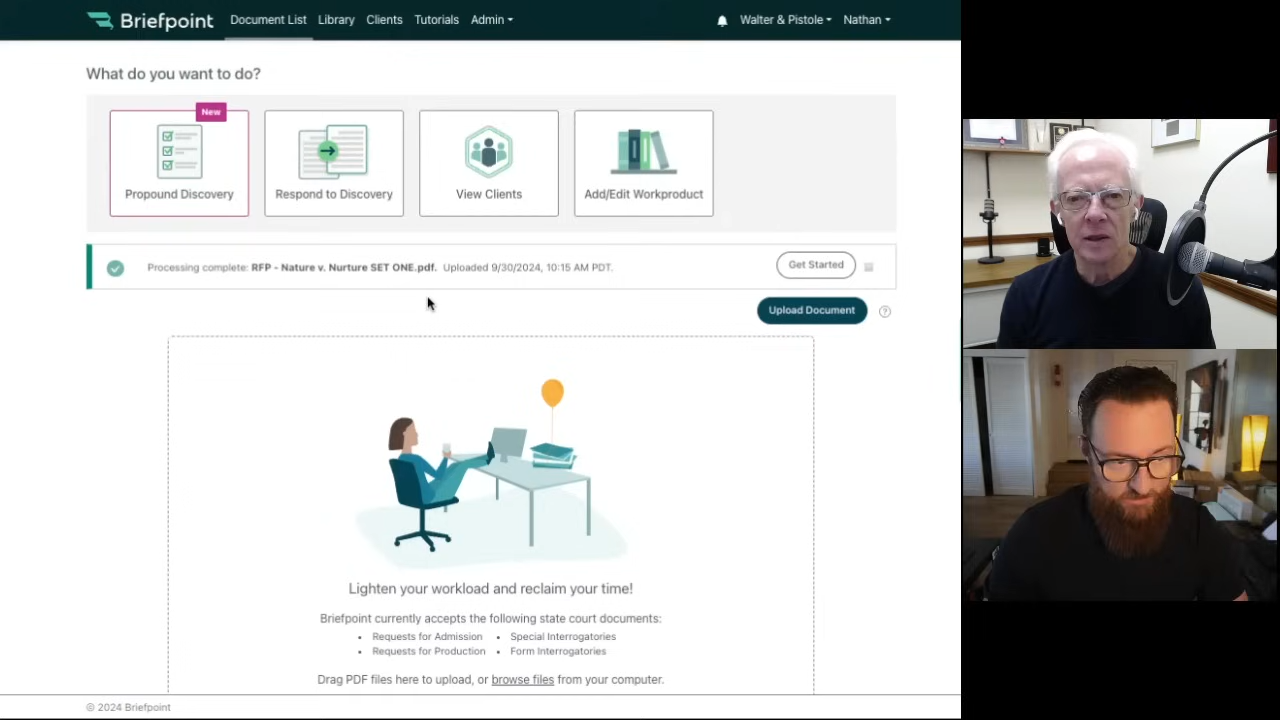 Briefpoint Document List Library Clients Tutorials Admin Walter & Pistole Nathan
What do you want to do?
New
Propound Discovery Respond to Discovery View Clients Add/Edit Workproduct
Processing complete: RFP - Nature v. Nurture SET ONE.pdf. Uploaded 9/30/2024, 10:15 AM PDT. Get Started
Upload Document ?
Lighten your workload and reclaim your time!
Briefpoint currently accepts the following state court documents:
• Requests for Admission • Special Interrogatories
• Requests for Production • Form Interrogatories
Drag PDF files here to upload, or browse files from your computer.
© 2024 Briefpoint